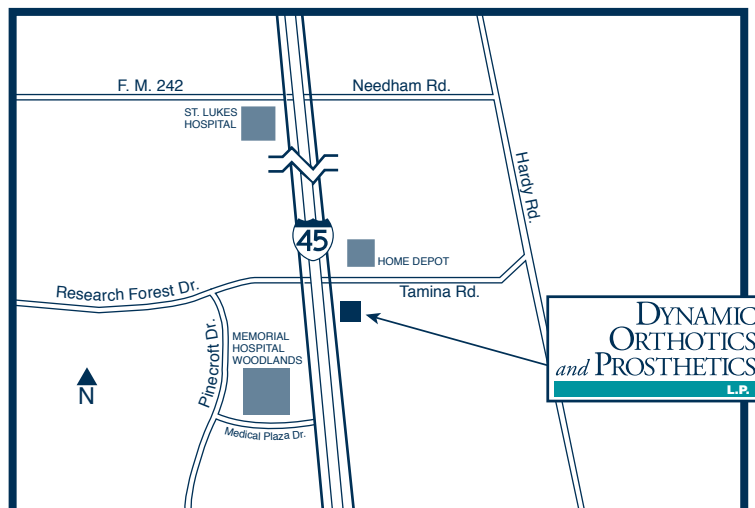 F. M. 242
Needham Rd.
ST. LUKES
HOSPITAL
Hardy Rd.
45
HOME DEPOT
Research Forest Dr.
Tamina Rd.
DYNAMIC
ORTHOTICS
and PROSTHETICS
L.P.
Pinecroft Dr.
MEMORIAL
HOSPITAL
WOODLANDS
N
Medical Plaza Dr.